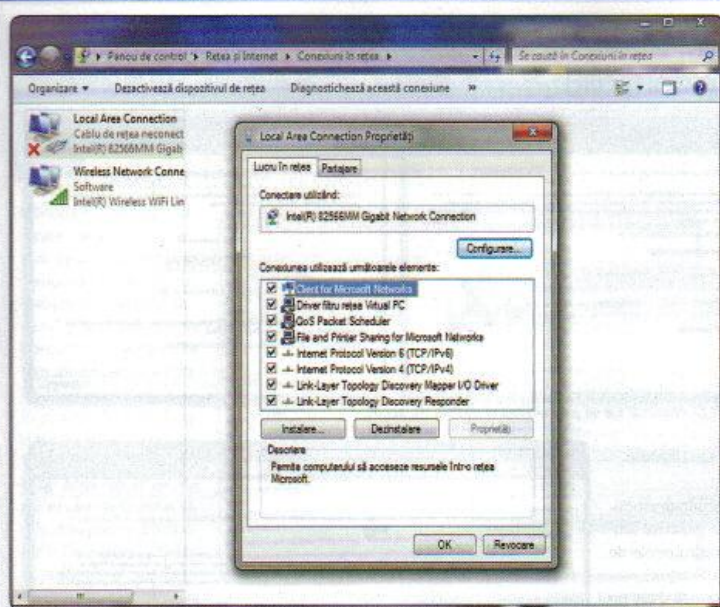 Panou de control ▸ Rețea și Internet ▸ Conexiuni în rețea ▸
Se caută în Conexiuni în rețea
Organizare ▾ Dezactivează dispozitivul de rețea Diagnostichează această conexiune »
Local Area Connection
Cablu de rețea neconect
Intel(R) 82566MM Gigab
Wireless Network Conne
Software
Intel(R) Wireless WiFi Lin
Local Area Connection Proprietăți
Lucru în rețea Partajare
Conectare utilizând:
Intel(R) 82566MM Gigabit Network Connection
Configurare...
Conexiunea utilizează următoarele elemente:
Client for Microsoft Networks
Driver filtru rețea Virtual PC
QoS Packet Scheduler
File and Printer Sharing for Microsoft Networks
Internet Protocol Version 6 (TCP/IPv6)
Internet Protocol Version 4 (TCP/IPv4)
Link-Layer Topology Discovery Mapper I/O Driver
Link-Layer Topology Discovery Responder
Instalare... Dezinstalare Proprietăți
Descriere
Permite computerului să acceseze resursele într-o rețea
Microsoft.
OK Revocare